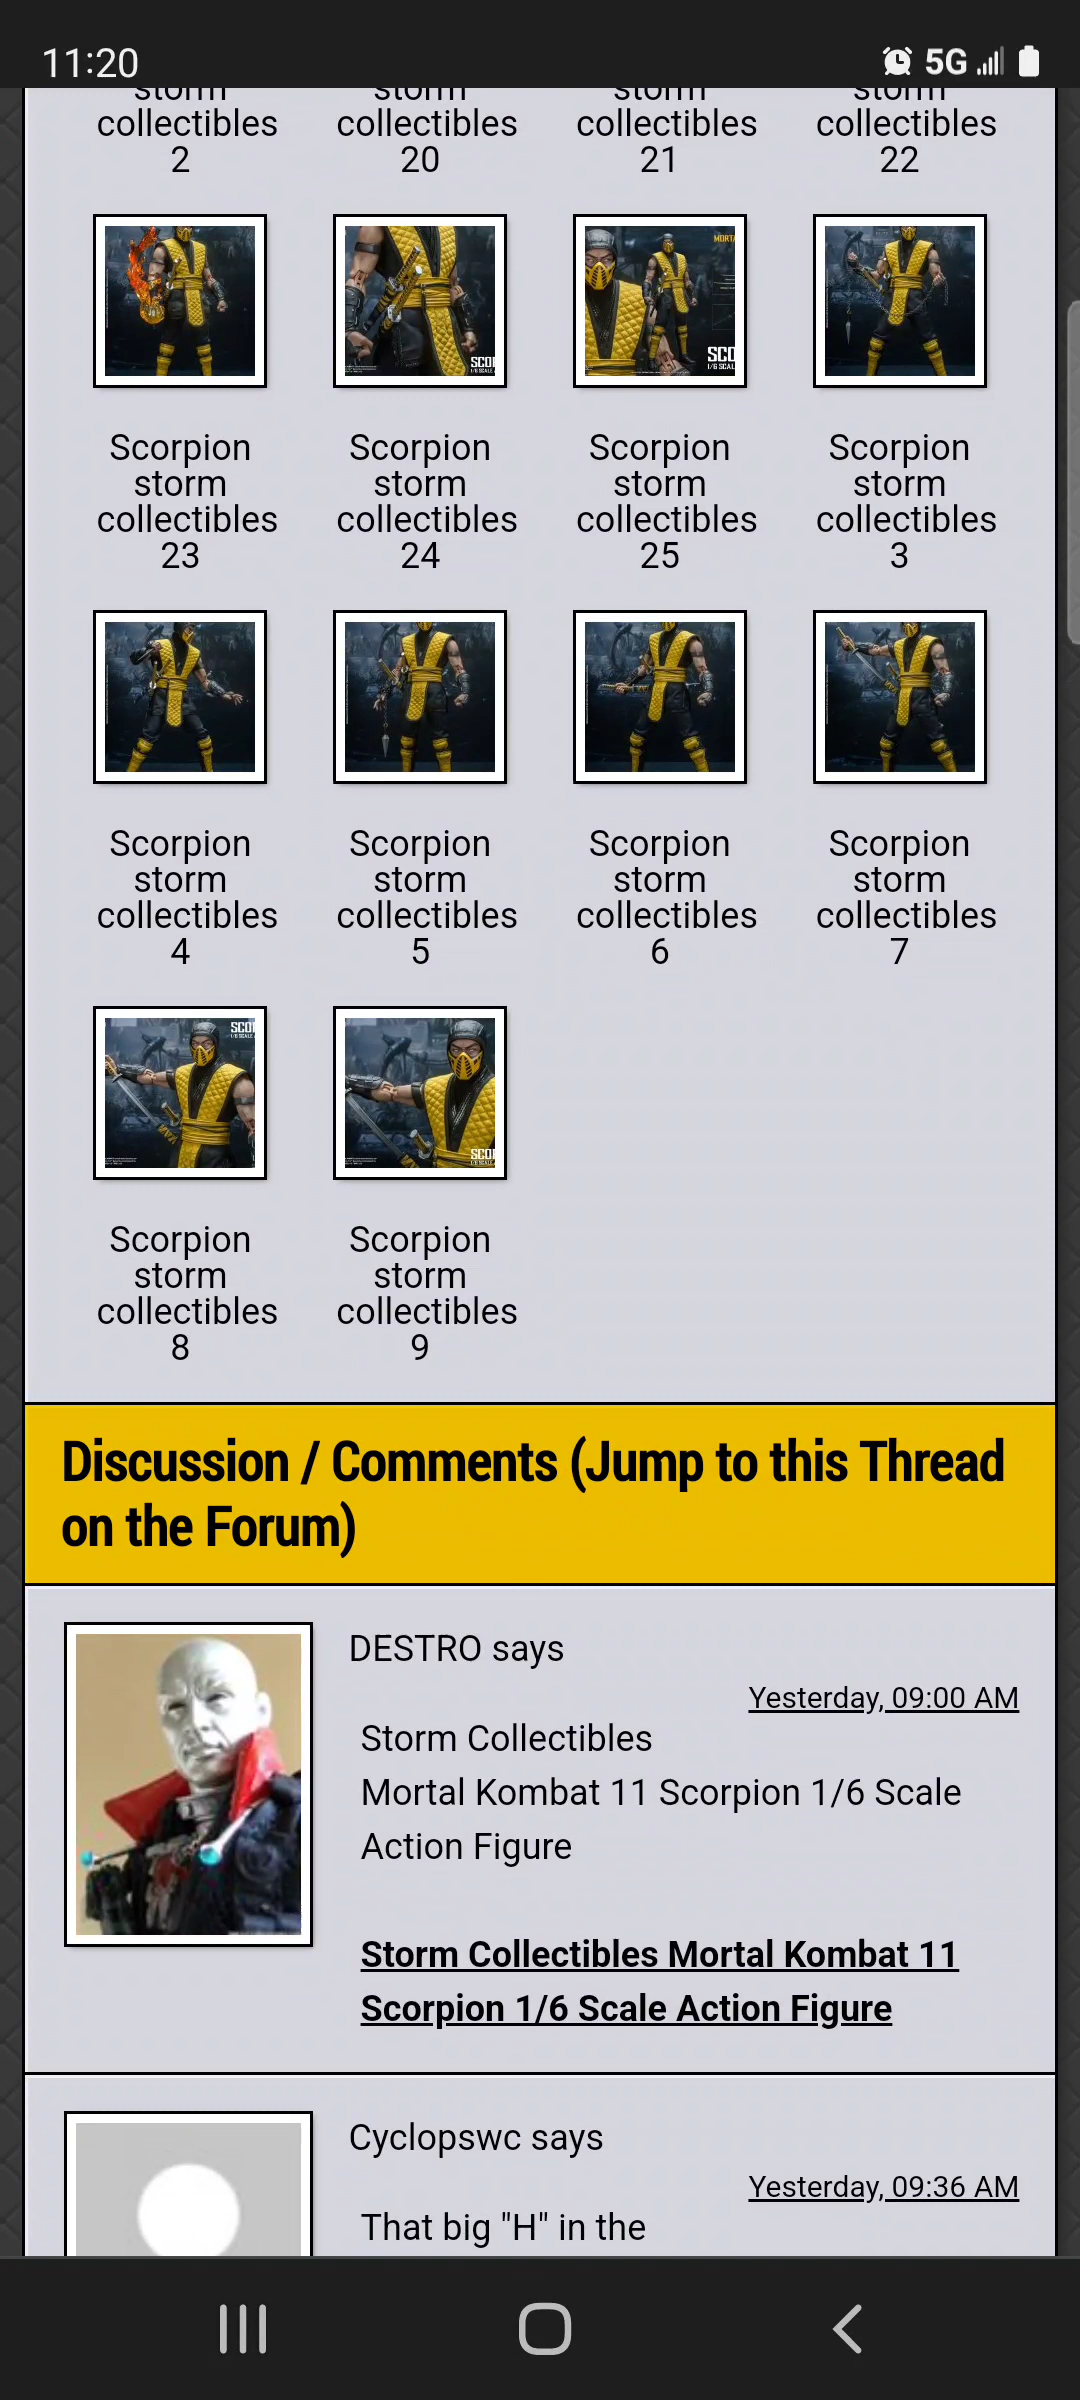 11:20
5G
storm storm storm storm
collectibles collectibles collectibles collectibles
2 20 21 22
Scorpion Scorpion Scorpion Scorpion
storm storm storm storm
collectibles collectibles collectibles collectibles
23 24 25 3
Scorpion Scorpion Scorpion Scorpion
storm storm storm storm
collectibles collectibles collectibles collectibles
4 5 6 7
Scorpion Scorpion
storm storm
collectibles collectibles
8 9
Discussion / Comments (Jump to this Thread
on the Forum)
DESTRO says
Yesterday, 09:00 AM
Storm Collectibles
Mortal Kombat 11 Scorpion 1/6 Scale
Action Figure
Storm Collectibles Mortal Kombat 11
Scorpion 1/6 Scale Action Figure
Cyclopswc says
Yesterday, 09:36 AM
That big "H" in the